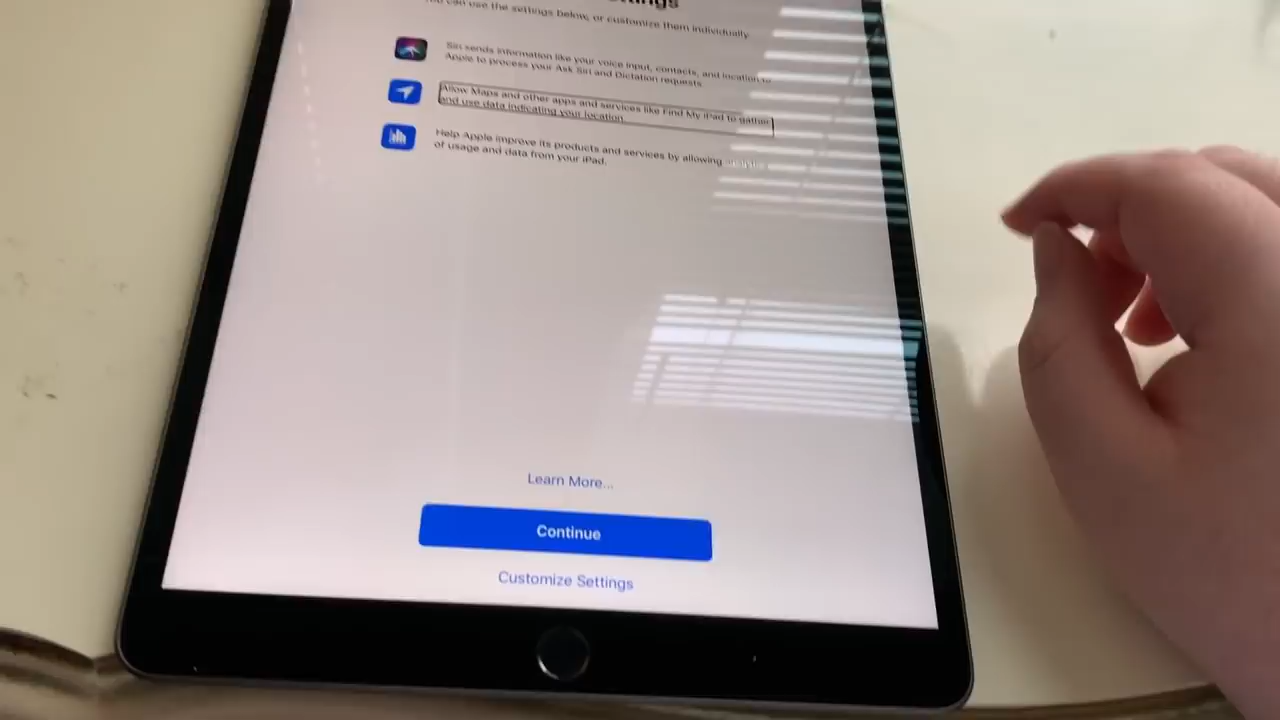 You can use the settings below, or customize them individually.
Siri sends information like your voice input, contacts, and location to
Apple to process your Ask Siri and Dictation requests.
Allow Maps and other apps and services like Find My iPad to gather
and use data indicating your location.
Help Apple improve its products and services by allowing analytics
of usage and data from your iPad.
Learn More...
Continue
Customize Settings